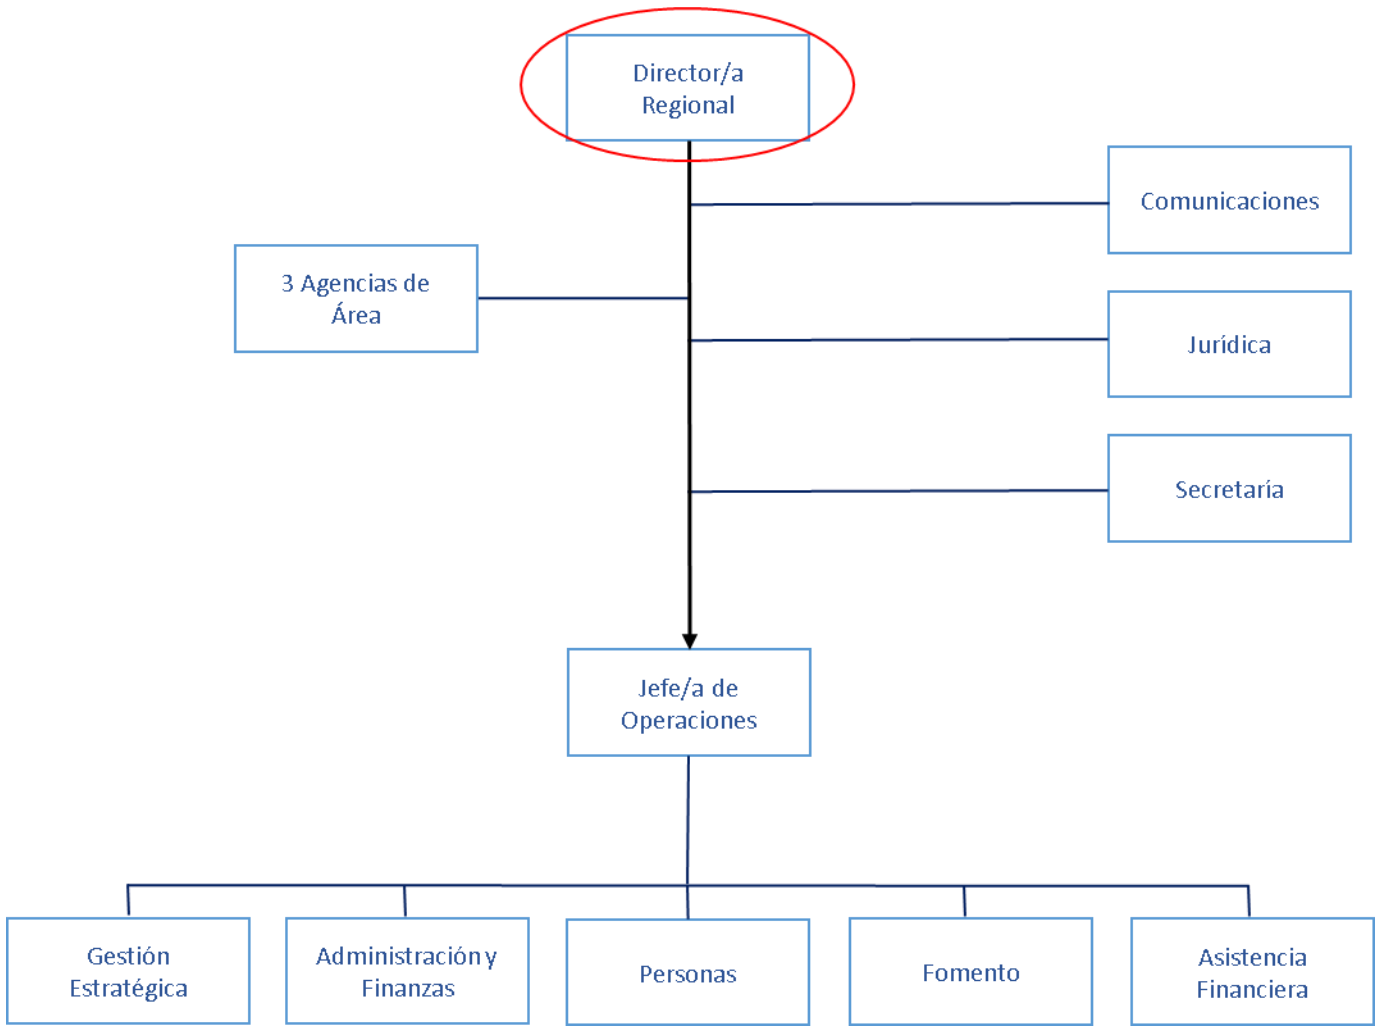 Director/a
Regional
Comunicaciones
3 Agencias de
Área
Jurídica
Secretaría
Jefe/a de
Operaciones
Gestión
Estratégica
Administración y
Finanzas
Personas
Fomento
Asistencia
Financiera